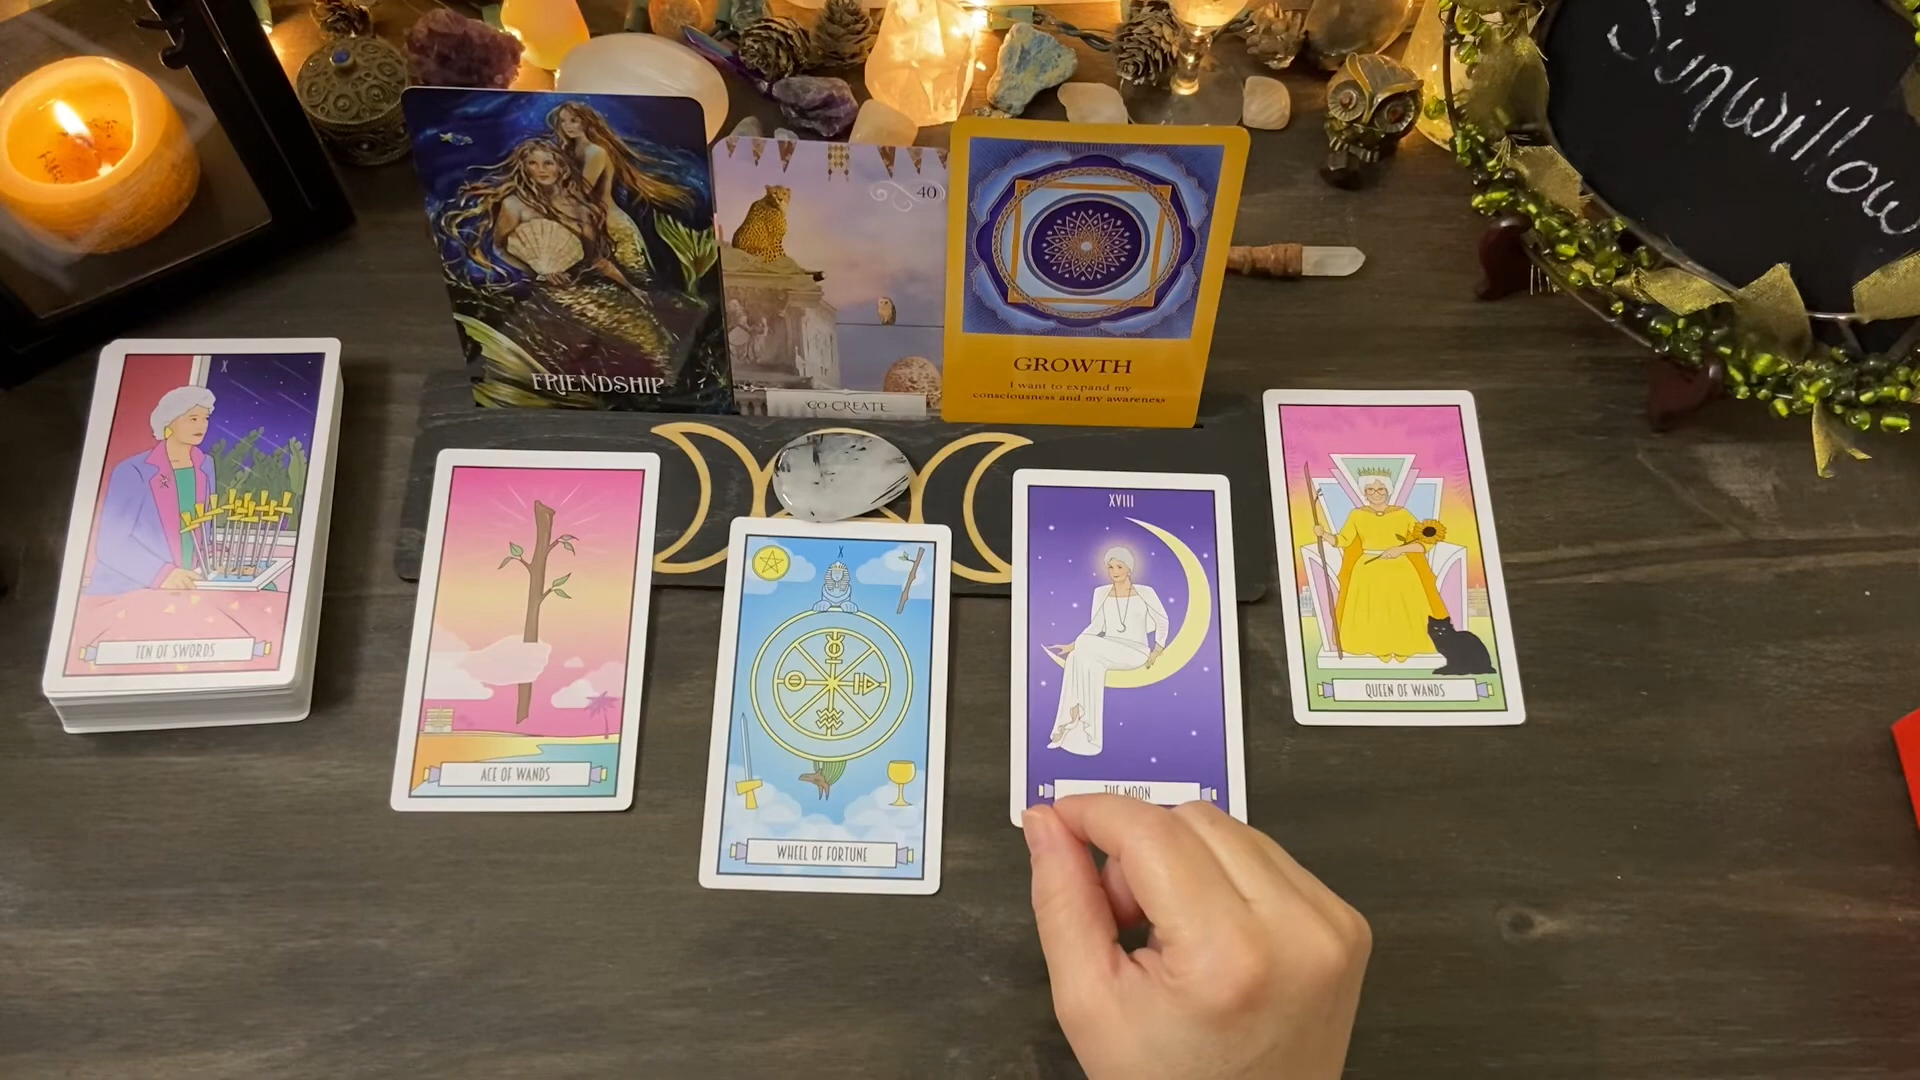 Sunwillow
FRIENDSHIP
40
CO-CREATE
GROWTH
I want to expand my
consciousness and my awareness
X
TEN OF SWORDS
ACE OF WANDS
X
WHEEL OF FORTUNE
XVIII
THE MOON
QUEEN OF WANDS